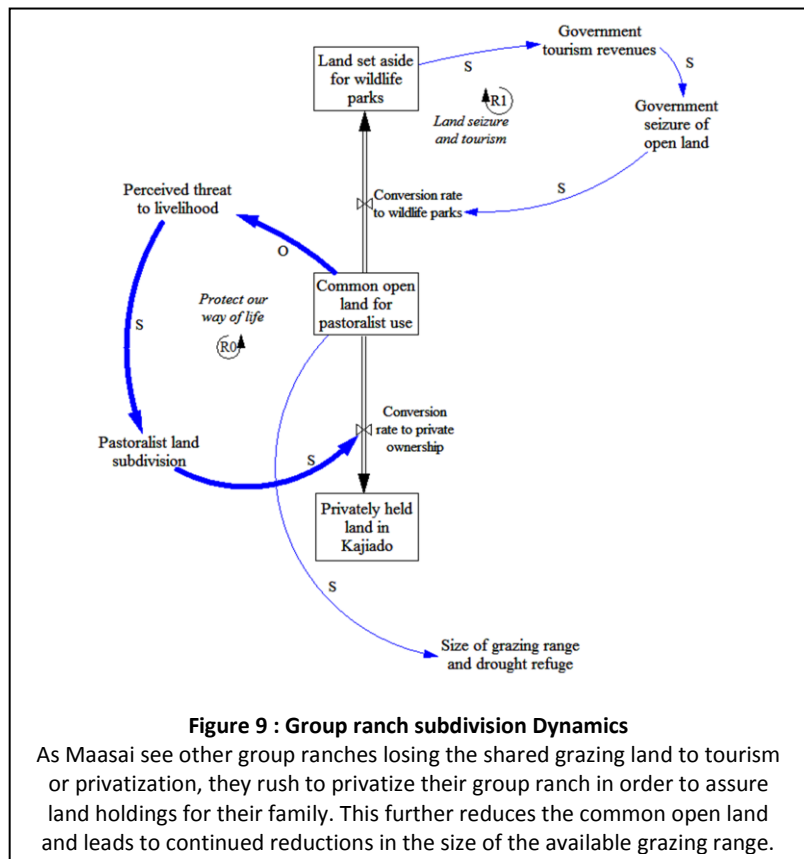 Government
tourism revenues
Land set aside
for wildlife
parks
S
S
R1
Land seizure
and tourism
Government
seizure of
open land
S
Perceived threat
to livelihood
Conversion rate
to wildlife parks
O
Common open
land for
pastoralist use
Protect our
way of life
S
R0
Conversion
rate to private
ownership
Pastoralist land
subdivision
S
Privately held
land in
Kajiado
S
Size of grazing range
and drought refuge
Figure 9 : Group ranch subdivision Dynamics
As Maasai see other group ranches losing the shared grazing land to tourism
or privatization, they rush to privatize their group ranch in order to assure
land holdings for their family. This further reduces the common open land
and leads to continued reductions in the size of the available grazing range.